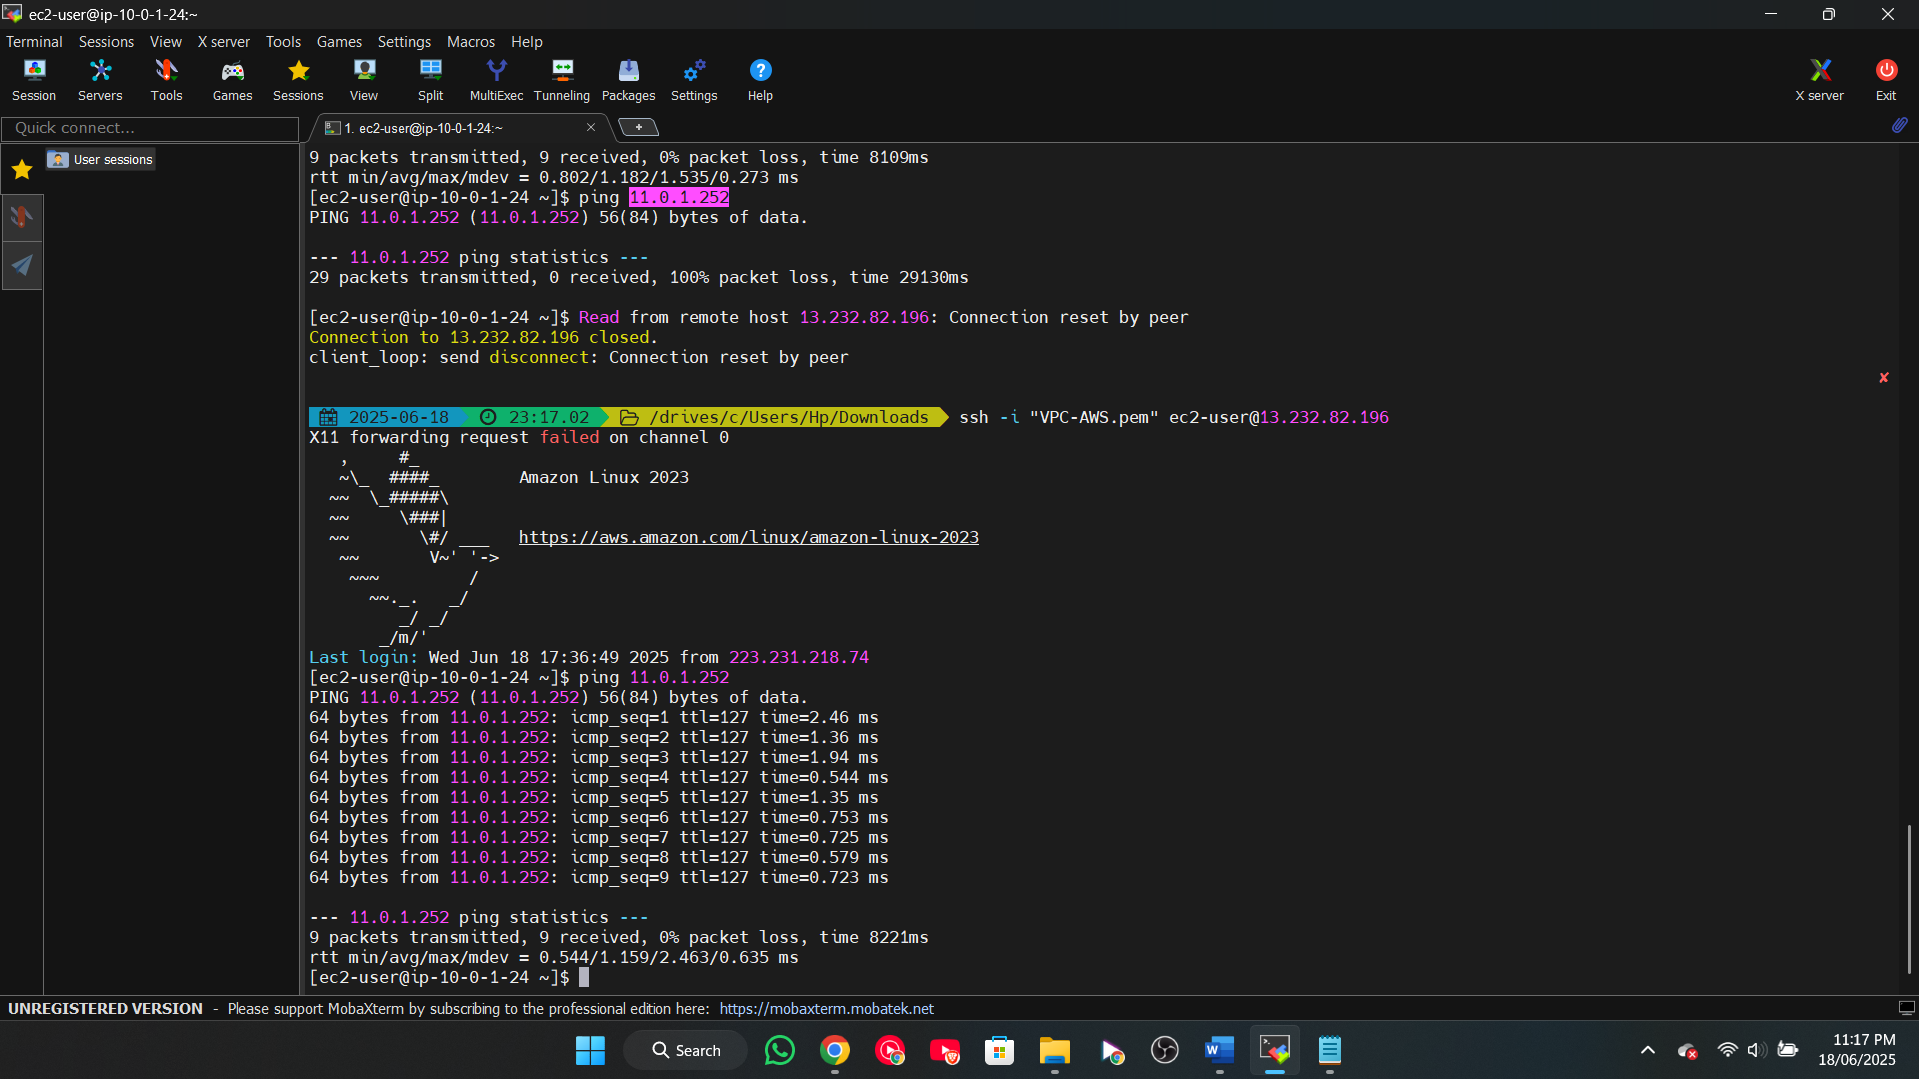 ec2-user@ip-10-0-1-24:~
Terminal Sessions View X server Tools Games Settings Macros Help
Session Servers Tools Games Sessions View Split MultiExec Tunneling Packages Settings Help X server Exit
Quick connect...
1. ec2-user@ip-10-0-1-24:~
User sessions
9 packets transmitted, 9 received, 0% packet loss, time 8109ms
rtt min/avg/max/mdev = 0.802/1.182/1.535/0.273 ms
[ec2-user@ip-10-0-1-24 ~]$ ping 11.0.1.252
PING 11.0.1.252 (11.0.1.252) 56(84) bytes of data.
--- 11.0.1.252 ping statistics ---
29 packets transmitted, 0 received, 100% packet loss, time 29130ms
[ec2-user@ip-10-0-1-24 ~]$ Read from remote host 13.232.82.196: Connection reset by peer
Connection to 13.232.82.196 closed.
client_loop: send disconnect: Connection reset by peer
2025-06-18 23:17.02 /drives/c/Users/Hp/Downloads ssh -i "VPC-AWS.pem" ec2-user@13.232.82.196
X11 forwarding request failed on channel 0
   ,     #_
   ~\_  ####_        Amazon Linux 2023
  ~~  \_#####\
  ~~     \###|
  ~~       \#/ ___   https://aws.amazon.com/linux/amazon-linux-2023
   ~~       V~' '->
    ~~~         /
      ~~._.   _/
         _/ _/
       _/m/'
Last login: Wed Jun 18 17:36:49 2025 from 223.231.218.74
[ec2-user@ip-10-0-1-24 ~]$ ping 11.0.1.252
PING 11.0.1.252 (11.0.1.252) 56(84) bytes of data.
64 bytes from 11.0.1.252: icmp_seq=1 ttl=127 time=2.46 ms
64 bytes from 11.0.1.252: icmp_seq=2 ttl=127 time=1.36 ms
64 bytes from 11.0.1.252: icmp_seq=3 ttl=127 time=1.94 ms
64 bytes from 11.0.1.252: icmp_seq=4 ttl=127 time=0.544 ms
64 bytes from 11.0.1.252: icmp_seq=5 ttl=127 time=1.35 ms
64 bytes from 11.0.1.252: icmp_seq=6 ttl=127 time=0.753 ms
64 bytes from 11.0.1.252: icmp_seq=7 ttl=127 time=0.725 ms
64 bytes from 11.0.1.252: icmp_seq=8 ttl=127 time=0.579 ms
64 bytes from 11.0.1.252: icmp_seq=9 ttl=127 time=0.723 ms
--- 11.0.1.252 ping statistics ---
9 packets transmitted, 9 received, 0% packet loss, time 8221ms
rtt min/avg/max/mdev = 0.544/1.159/2.463/0.635 ms
[ec2-user@ip-10-0-1-24 ~]$
UNREGISTERED VERSION - Please support MobaXterm by subscribing to the professional edition here: https://mobaxterm.mobatek.net
Search
11:17 PM
18/06/2025